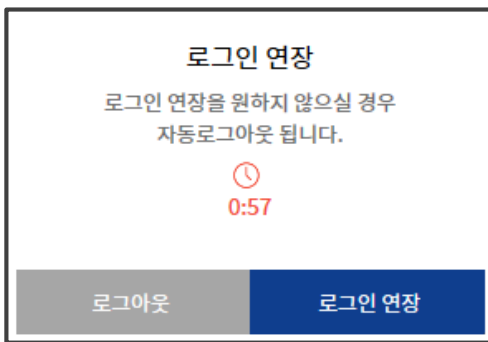 로그인 연장
로그인 연장을 원하지 않으실 경우
자동로그아웃 됩니다.
0:57
로그아웃
로그인 연장